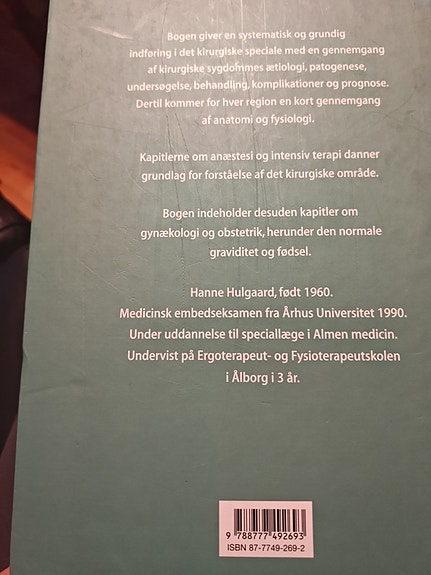 Bogen giver en systematisk og grundig
indføring i det kirurgiske speciale med en gennemgang
af kirurgiske sygdommes ætiologi, patogenese,
undersøgelse, behandling, komplikationer og prognose.
Dertil kommer for hver region en kort gennemgang
af anatomi og fysiologi.
Kapitlerne om anæstesi og intensiv terapi danner
grundlag for forståelse af det kirurgiske område.
Bogen indeholder desuden kapitler om
gynækologi og obstetrik, herunder den normale
graviditet og fødsel.
Hanne Hulgaard, født 1960.
Medicinsk embedseksamen fra Århus Universitet 1990.
Under uddannelse til speciallæge i Almen medicin.
Undervist på Ergoterapeut- og Fysioterapeutskolen
i Ålborg i 3 år.
9 788777 492693
ISBN 87-7749-269-2